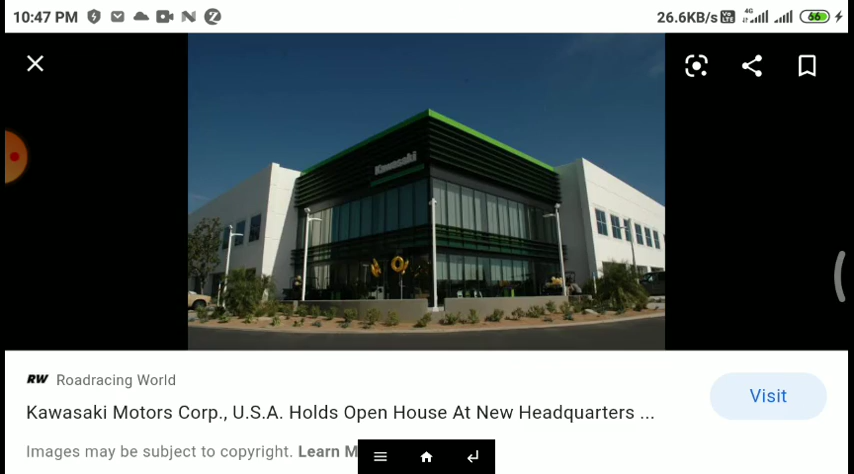 10:47 PM
26.6KB/s
4G
66
Kawasaki
RW Roadracing World
Kawasaki Motors Corp., U.S.A. Holds Open House At New Headquarters ...
Visit
Images may be subject to copyright. Learn M